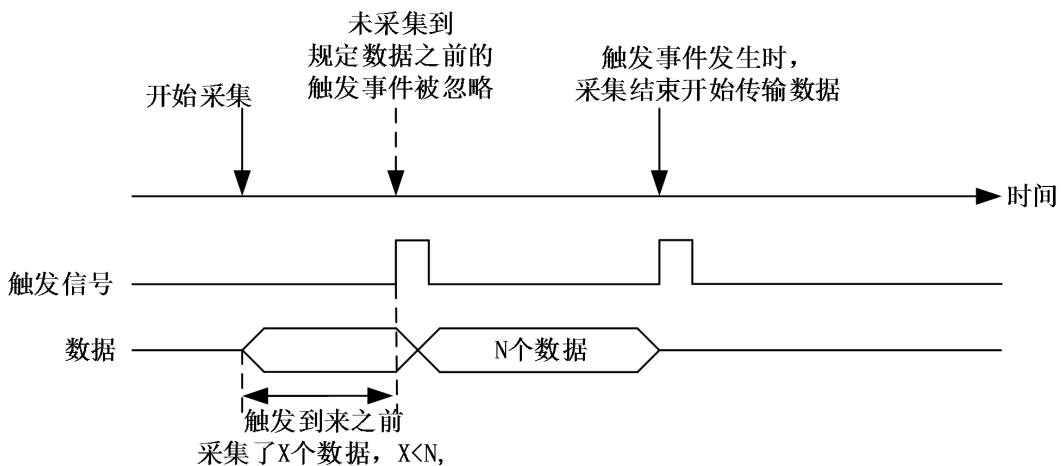 未采集到
规定数据之前的
触发事件被忽略
触发事件发生时,
采集结束开始传输数据
开始采集
时间
触发信号
数据
N个数据
触发到来之前
采集了X个数据, X<N,